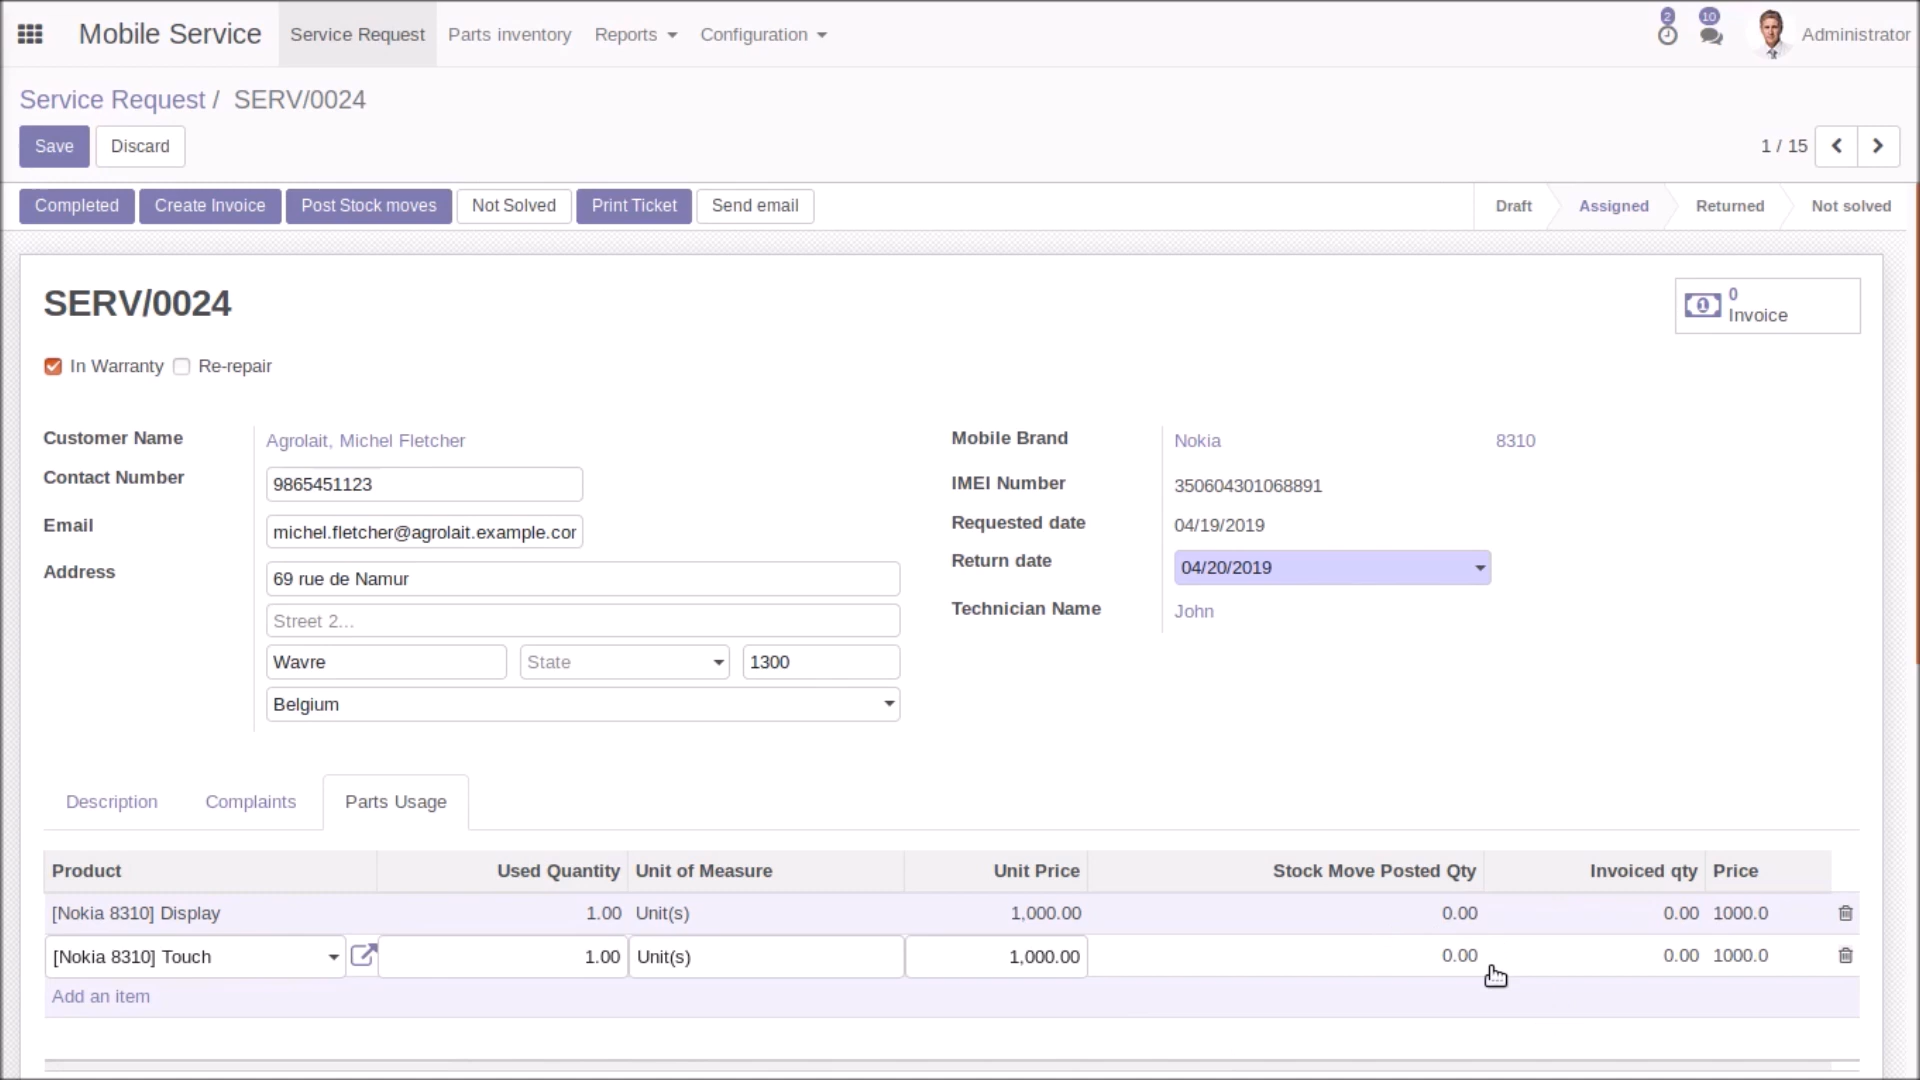 Mobile Service Service Request Parts inventory Reports Configuration 2 10 Administrator
Service Request / SERV/0024
Save Discard 1 / 15
Completed Create Invoice Post Stock moves Not Solved Print Ticket Send email Draft Assigned Returned Not solved
SERV/0024
0
Invoice
In Warranty Re-repair
Customer Name Agrolait, Michel Fletcher Mobile Brand Nokia 8310
Contact Number 9865451123 IMEI Number 350604301068891
Email michel.fletcher@agrolait.example.cor Requested date 04/19/2019
Address 69 rue de Namur Return date 04/20/2019
Street 2... Technician Name John
Wavre State 1300
Belgium
Description Complaints Parts Usage
Product Used Quantity Unit of Measure Unit Price Stock Move Posted Qty Invoiced qty Price
[Nokia 8310] Display 1.00 Unit(s) 1,000.00 0.00 0.00 1000.0
[Nokia 8310] Touch 1.00 Unit(s) 1,000.00 0.00 0.00 1000.0
Add an item